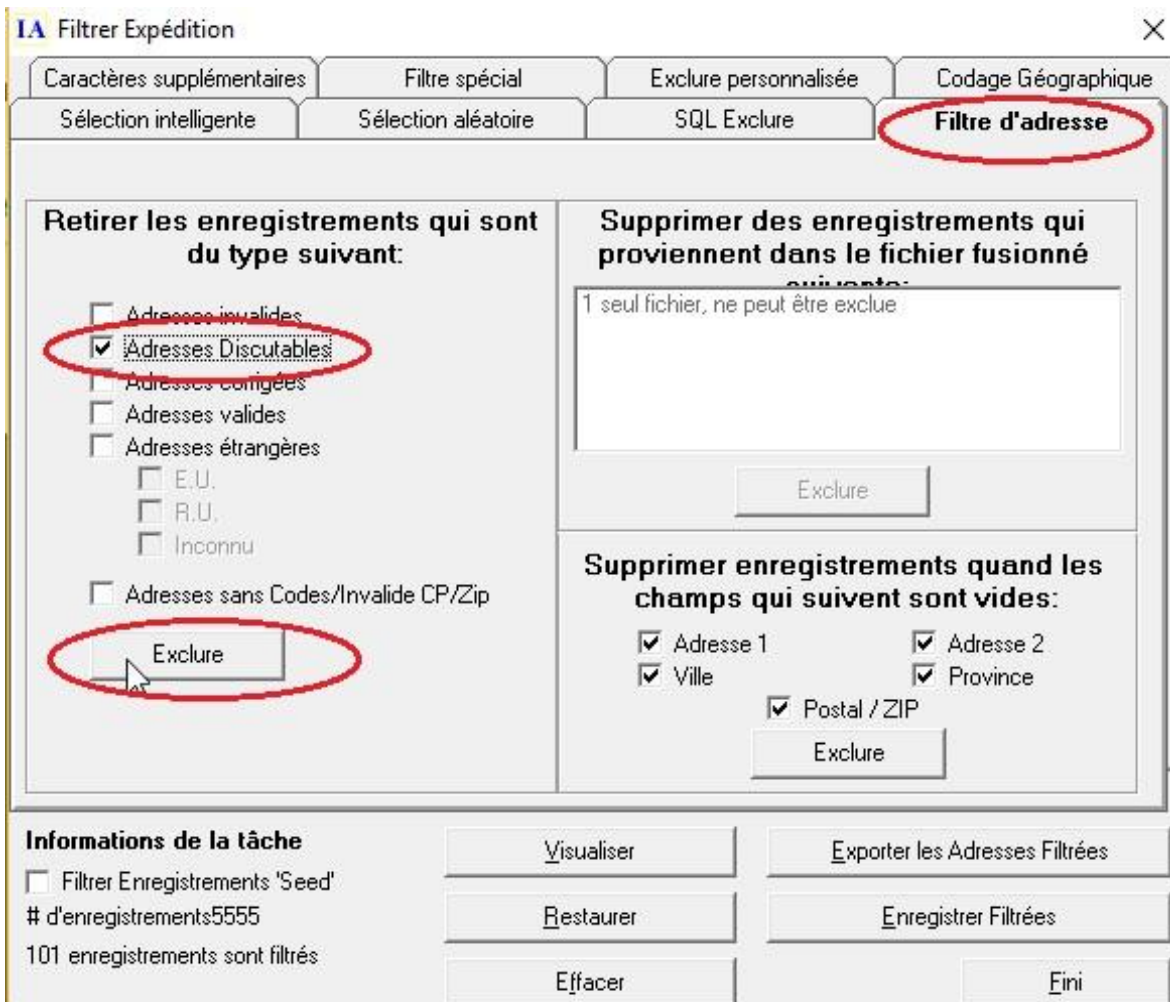 IA Filtrer Expédition
Caractères supplémentaires Filtre spécial Exclure personnalisée Codage Géographique
Sélection intelligente Sélection aléatoire SQL Exclure Filtre d'adresse
Retirer les enregistrements qui sont
du type suivant:
Adresses invalides
Adresses Discutables
Adresses corrigées
Adresses valides
Adresses étrangères
E.U.
R.U.
Inconnu
Adresses sans Codes/Invalide CP/Zip
Exclure
Supprimer des enregistrements qui
proviennent dans le fichier fusionné
suivants:
1 seul fichier, ne peut être exclue
Exclure
Supprimer enregistrements quand les
champs qui suivent sont vides:
Adresse 1 Adresse 2
Ville Province
Postal / ZIP
Exclure
Informations de la tâche
Filtrer Enregistrements 'Seed'
# d'enregistrements5555
101 enregistrements sont filtrés
Visualiser Exporter les Adresses Filtrées
Restaurer Enregistrer Filtrées
Effacer Fini